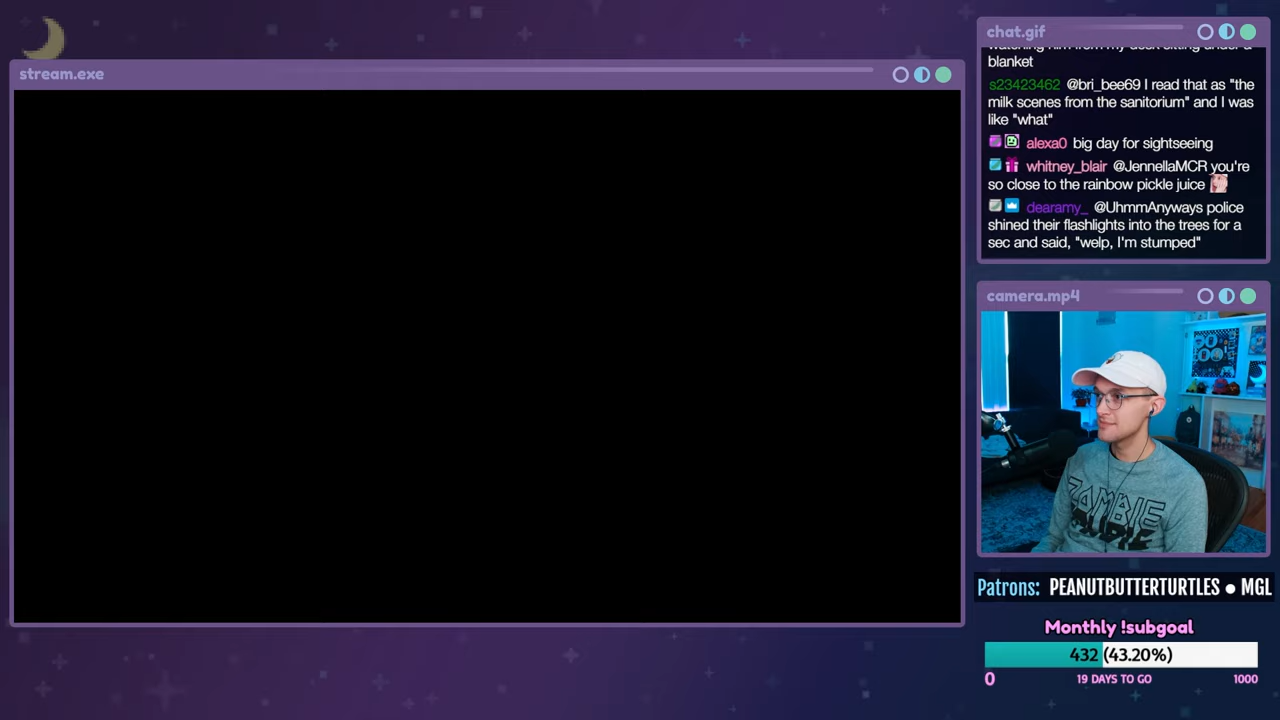 stream.exe
chat.gif
blanket
s23423462 @bri_bee69 I read that as "the
milk scenes from the sanitorium" and I was
like "what"
alexa0 big day for sightseeing
whitney_blair @JennellaMCR you're
so close to the rainbow pickle juice
dearamy_ @UhmmAnyways police
shined their flashlights into the trees for a
sec and said, "welp, I'm stumped"
camera.mp4
ZOMBIE
Patrons: PEANUTBUTTERTURTLES ● MGL
Monthly !subgoal
432 (43.20%)
0 19 DAYS TO GO 1000